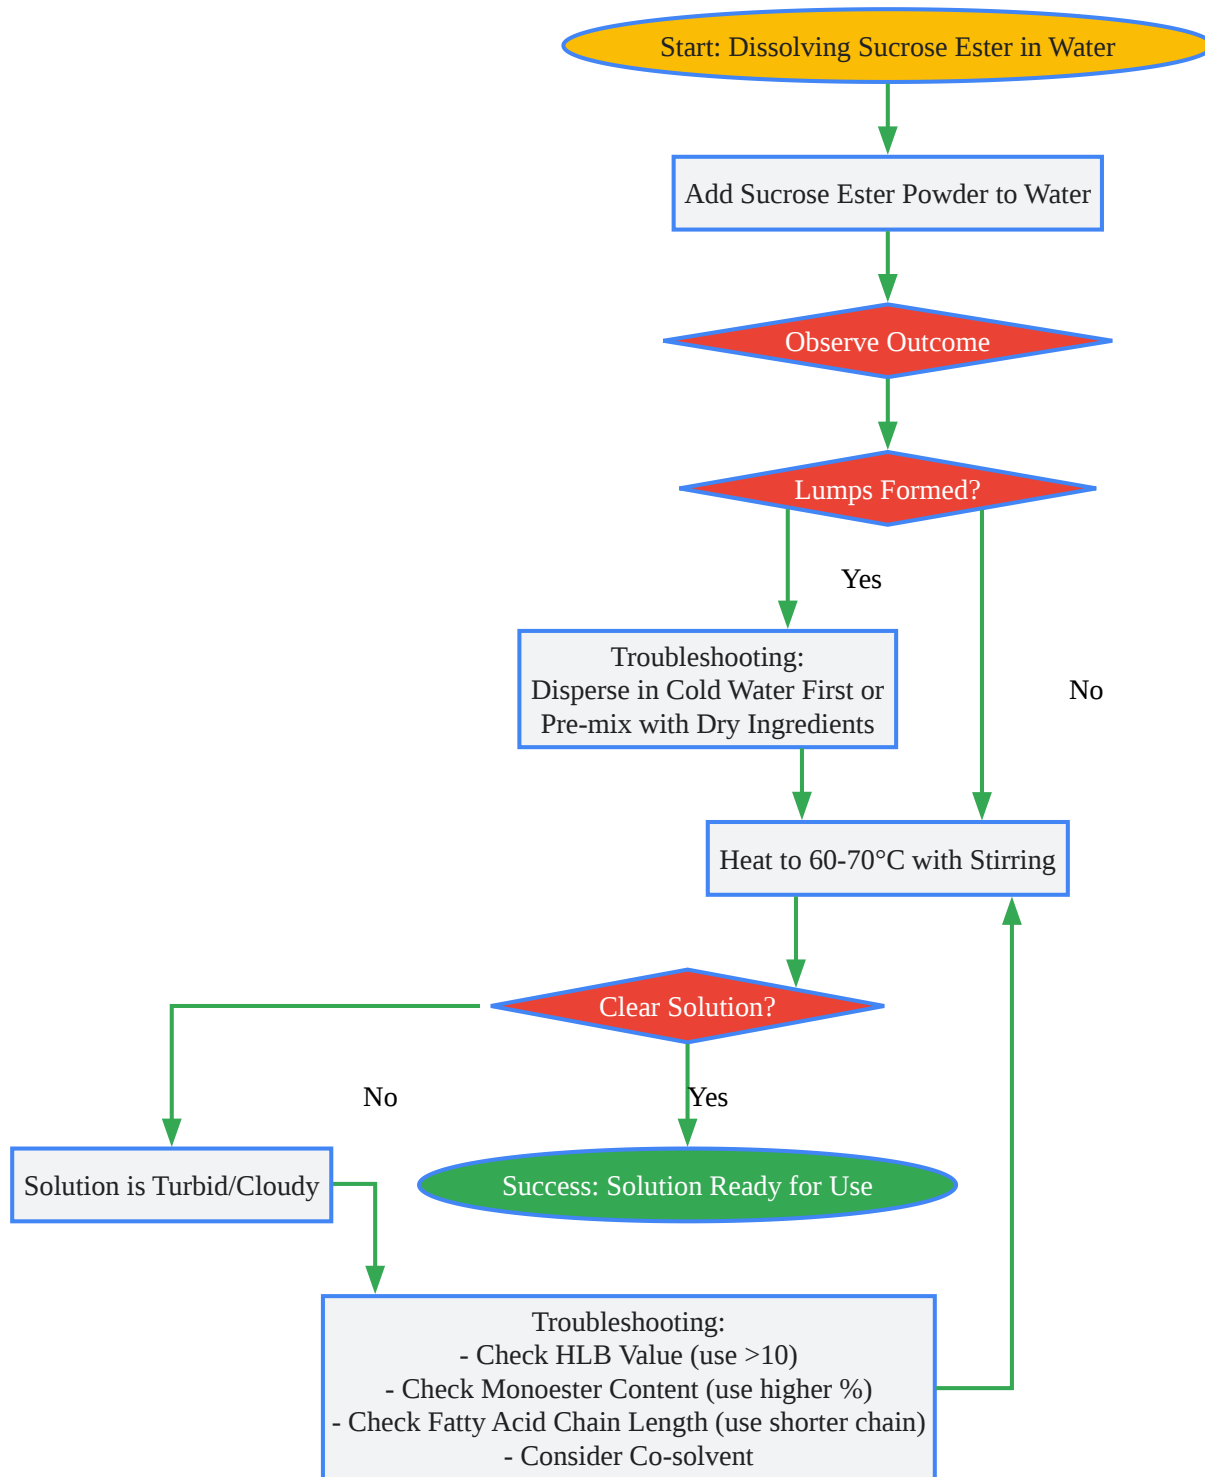 Start: Dissolving Sucrose Ester in Water
Add Sucrose Ester Powder to Water
Observe Outcome
Lumps Formed?
Yes
Troubleshooting:
Disperse in Cold Water First or
Pre-mix with Dry Ingredients
No
Heat to 60-70°C with Stirring
Clear Solution?
No
Yes
Solution is Turbid/Cloudy
Success: Solution Ready for Use
Troubleshooting:
- Check HLB Value (use >10)
- Check Monoester Content (use higher %)
- Check Fatty Acid Chain Length (use shorter chain)
- Consider Co-solvent